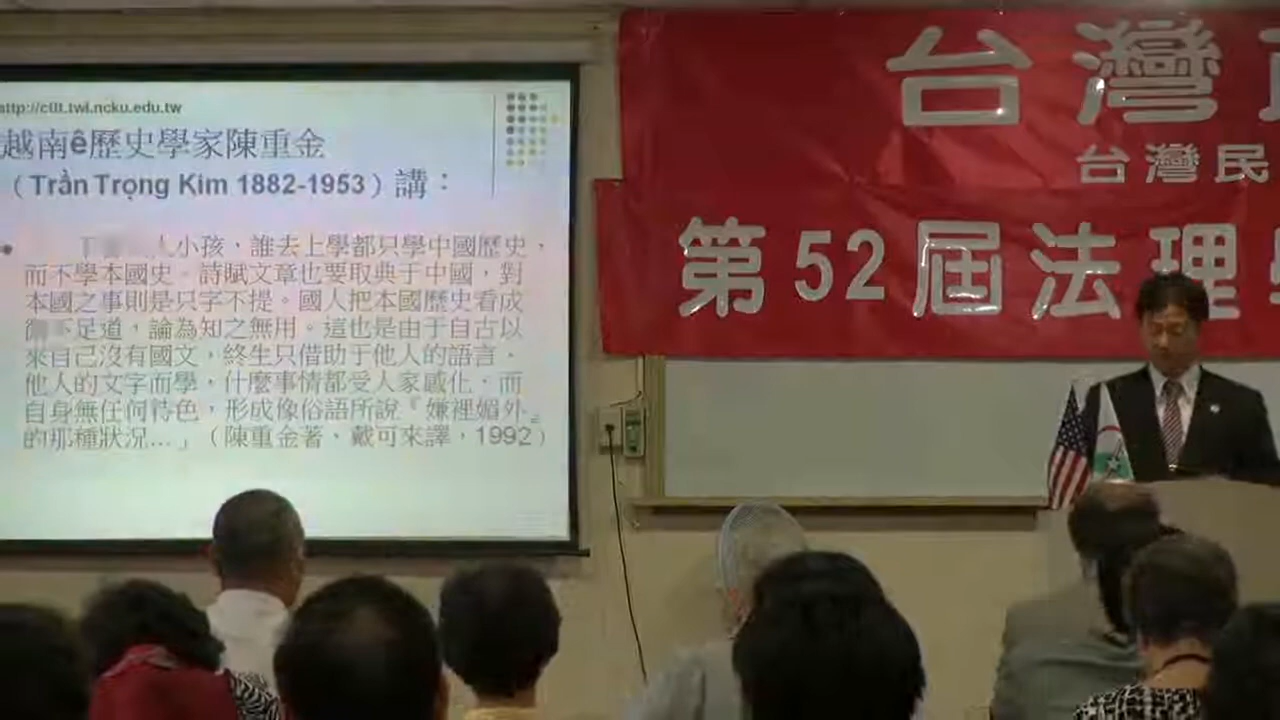 http://cflt.twl.ncku.edu.tw
越南ê歷史學家陳重金
（Trần Trọng Kim 1882-1953）講：
人小孩，誰去上學都只學中國歷史，
而不學本國史。詩賦文章也要取典于中國，對
本國之事則是只字不提。國人把本國歷史看成
足道，論為知之無用。這也是由于自古以
來自己沒有國文，終生只借助于他人的語言、
他人的文字而學，什麼事情都受人家感化，而
自身無任何特色，形成像俗語所說『嫌裡媚外』
的那種狀況...」（陳重金著、戴可來譯，1992）
台灣
台灣民
第52屆法理